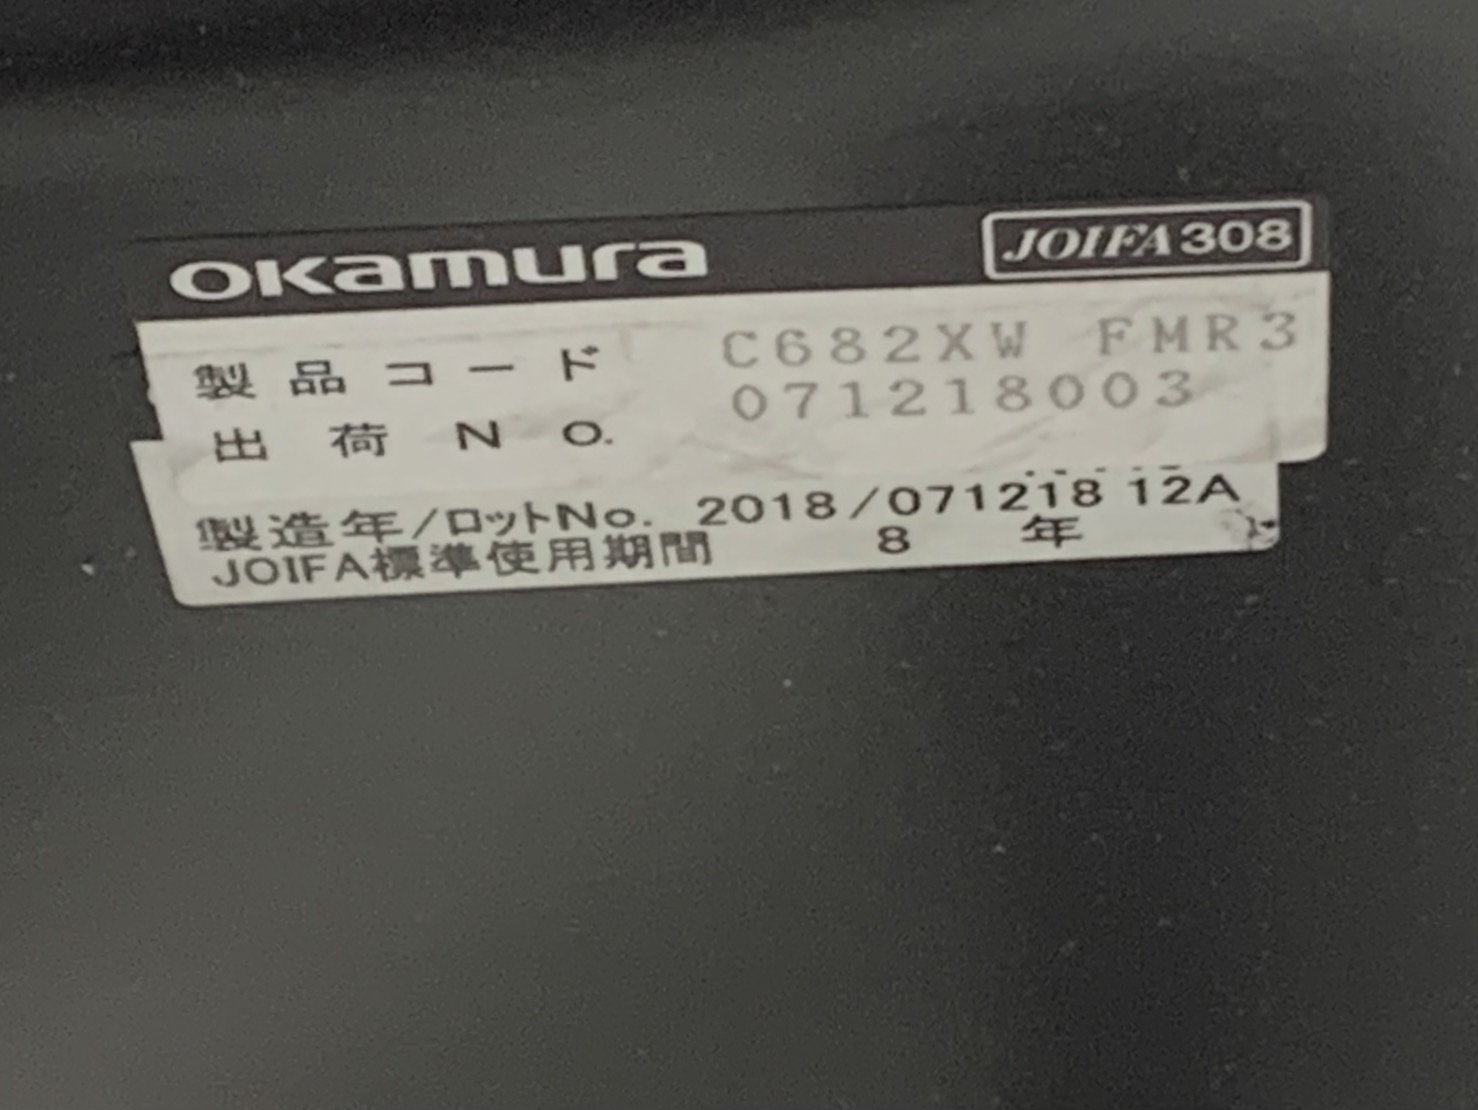 okamura JOIFA308
製品コード C682XW FMR3
出荷NO. 071218003
製造年/ロットNo. 2018/071218 12A
JOIFA標準使用期間 8 年